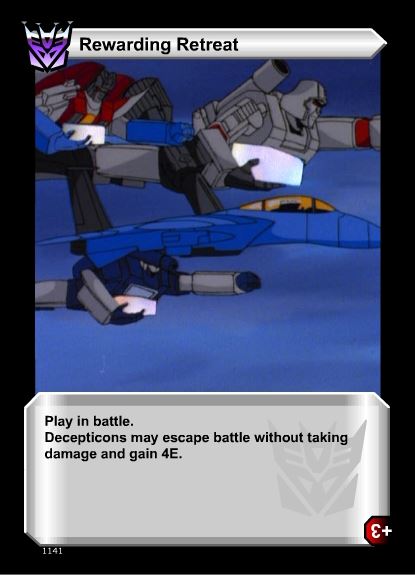 Rewarding Retreat
Play in battle.
Decepticons may escape battle without taking
damage and gain 4E.
3+
1141